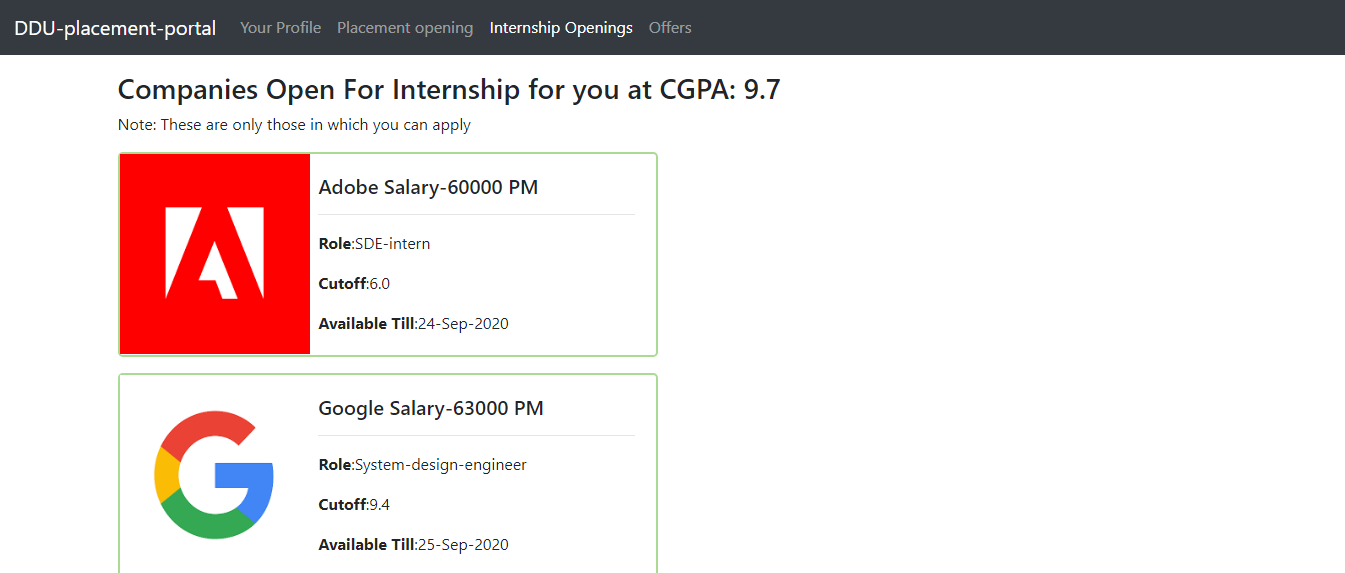 DDU-placement-portal Your Profile Placement opening Internship Openings Offers
Companies Open For Internship for you at CGPA: 9.7
Note: These are only those in which you can apply
Adobe Salary-60000 PM
Role:SDE-intern
Cutoff:6.0
Available Till:24-Sep-2020
Google Salary-63000 PM
Role:System-design-engineer
Cutoff:9.4
Available Till:25-Sep-2020